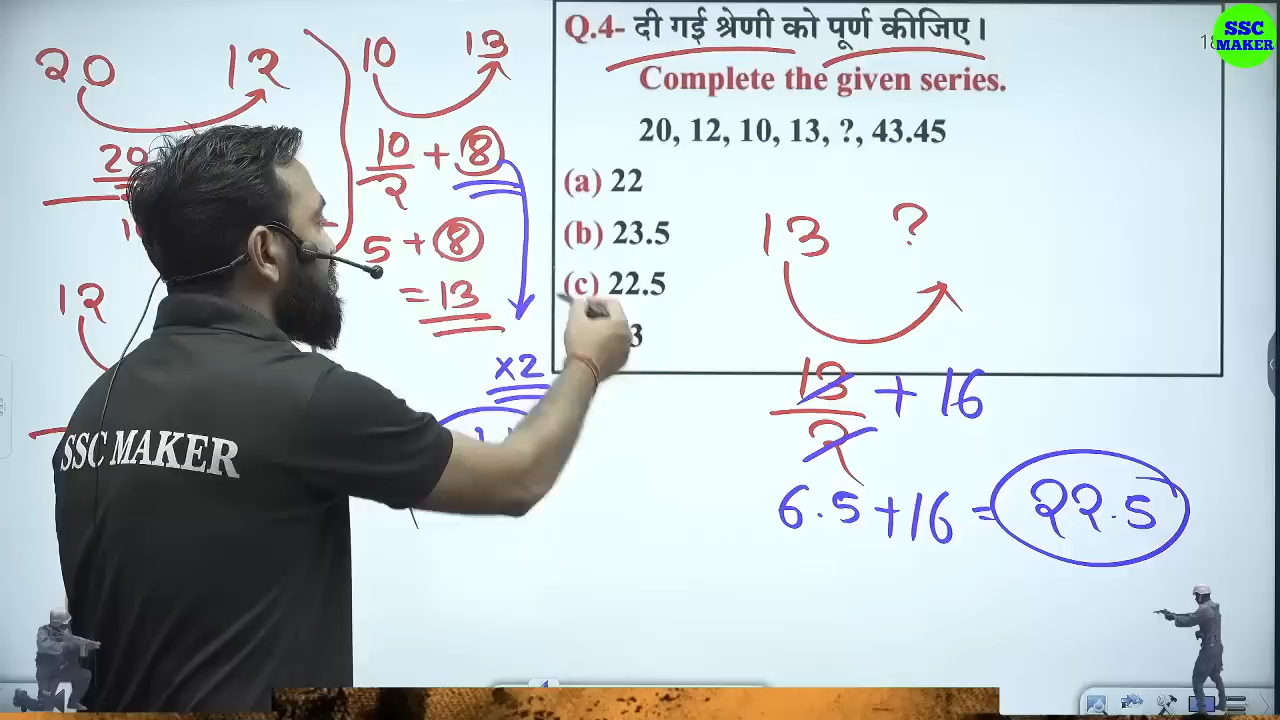 SSC
MAKER
Q.4- दी गई श्रेणी को पूर्ण कीजिए।
Complete the given series.
20, 12, 10, 13, ?, 43.45
(a) 22
(b) 23.5
(c) 22.5
3
20 12
20
12
10 13
10/2 + 8
5 + 8
= 13
×2
13 ?
13/2 + 16
6.5 + 16 = 22.5
SSC MAKER